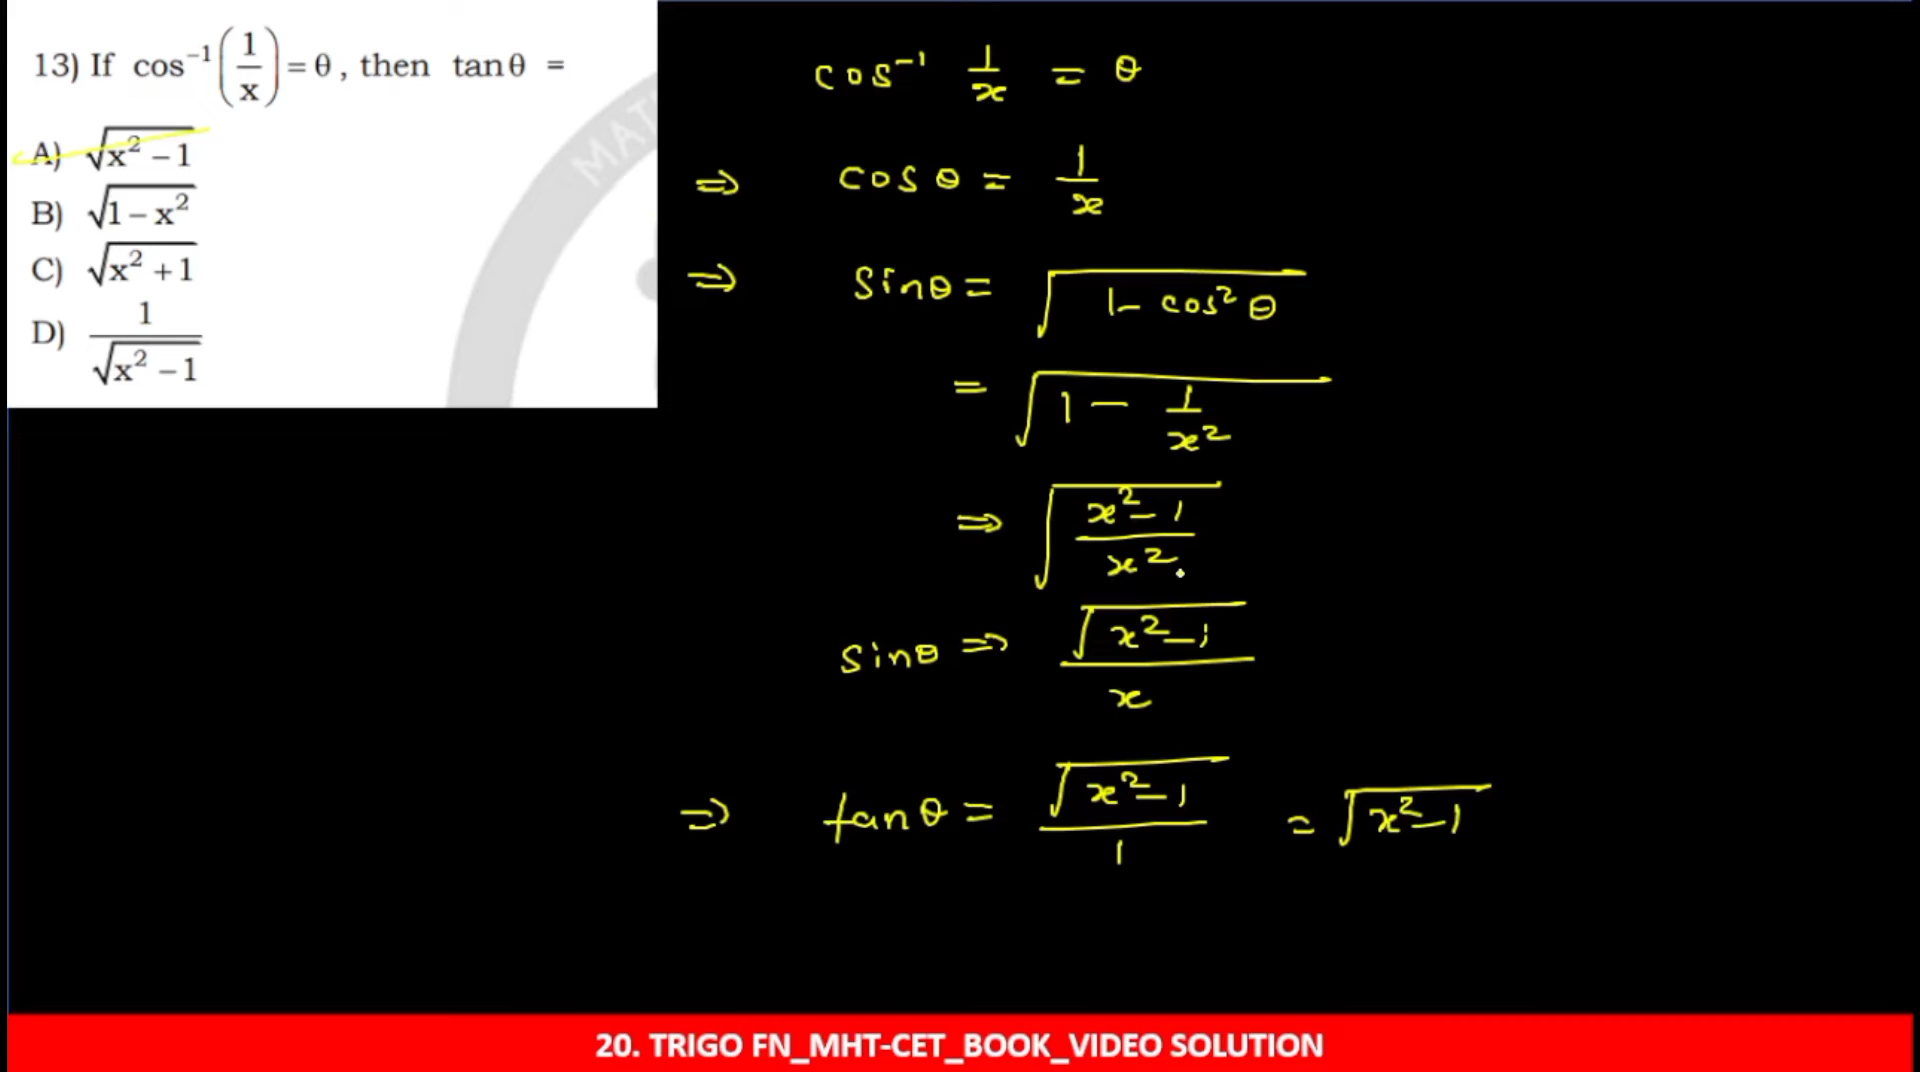 13) If cos⁻¹(1/x) = θ, then tanθ =
A) √(x² − 1)
B) √(1 − x²)
C) √(x² + 1)
D) 1/√(x² − 1)
MAT
cos⁻¹ 1/x = θ
⇒ cos θ = 1/x
⇒ sinθ = √(1 - cos² θ)
= √(1 − 1/x²)
⇒ √((x² − 1)/x²)
sinθ ⇒ √(x² − 1)/x
⇒ tanθ = √(x² − 1)/1 = √(x² − 1)
20. TRIGO FN_MHT-CET_BOOK_VIDEO SOLUTION